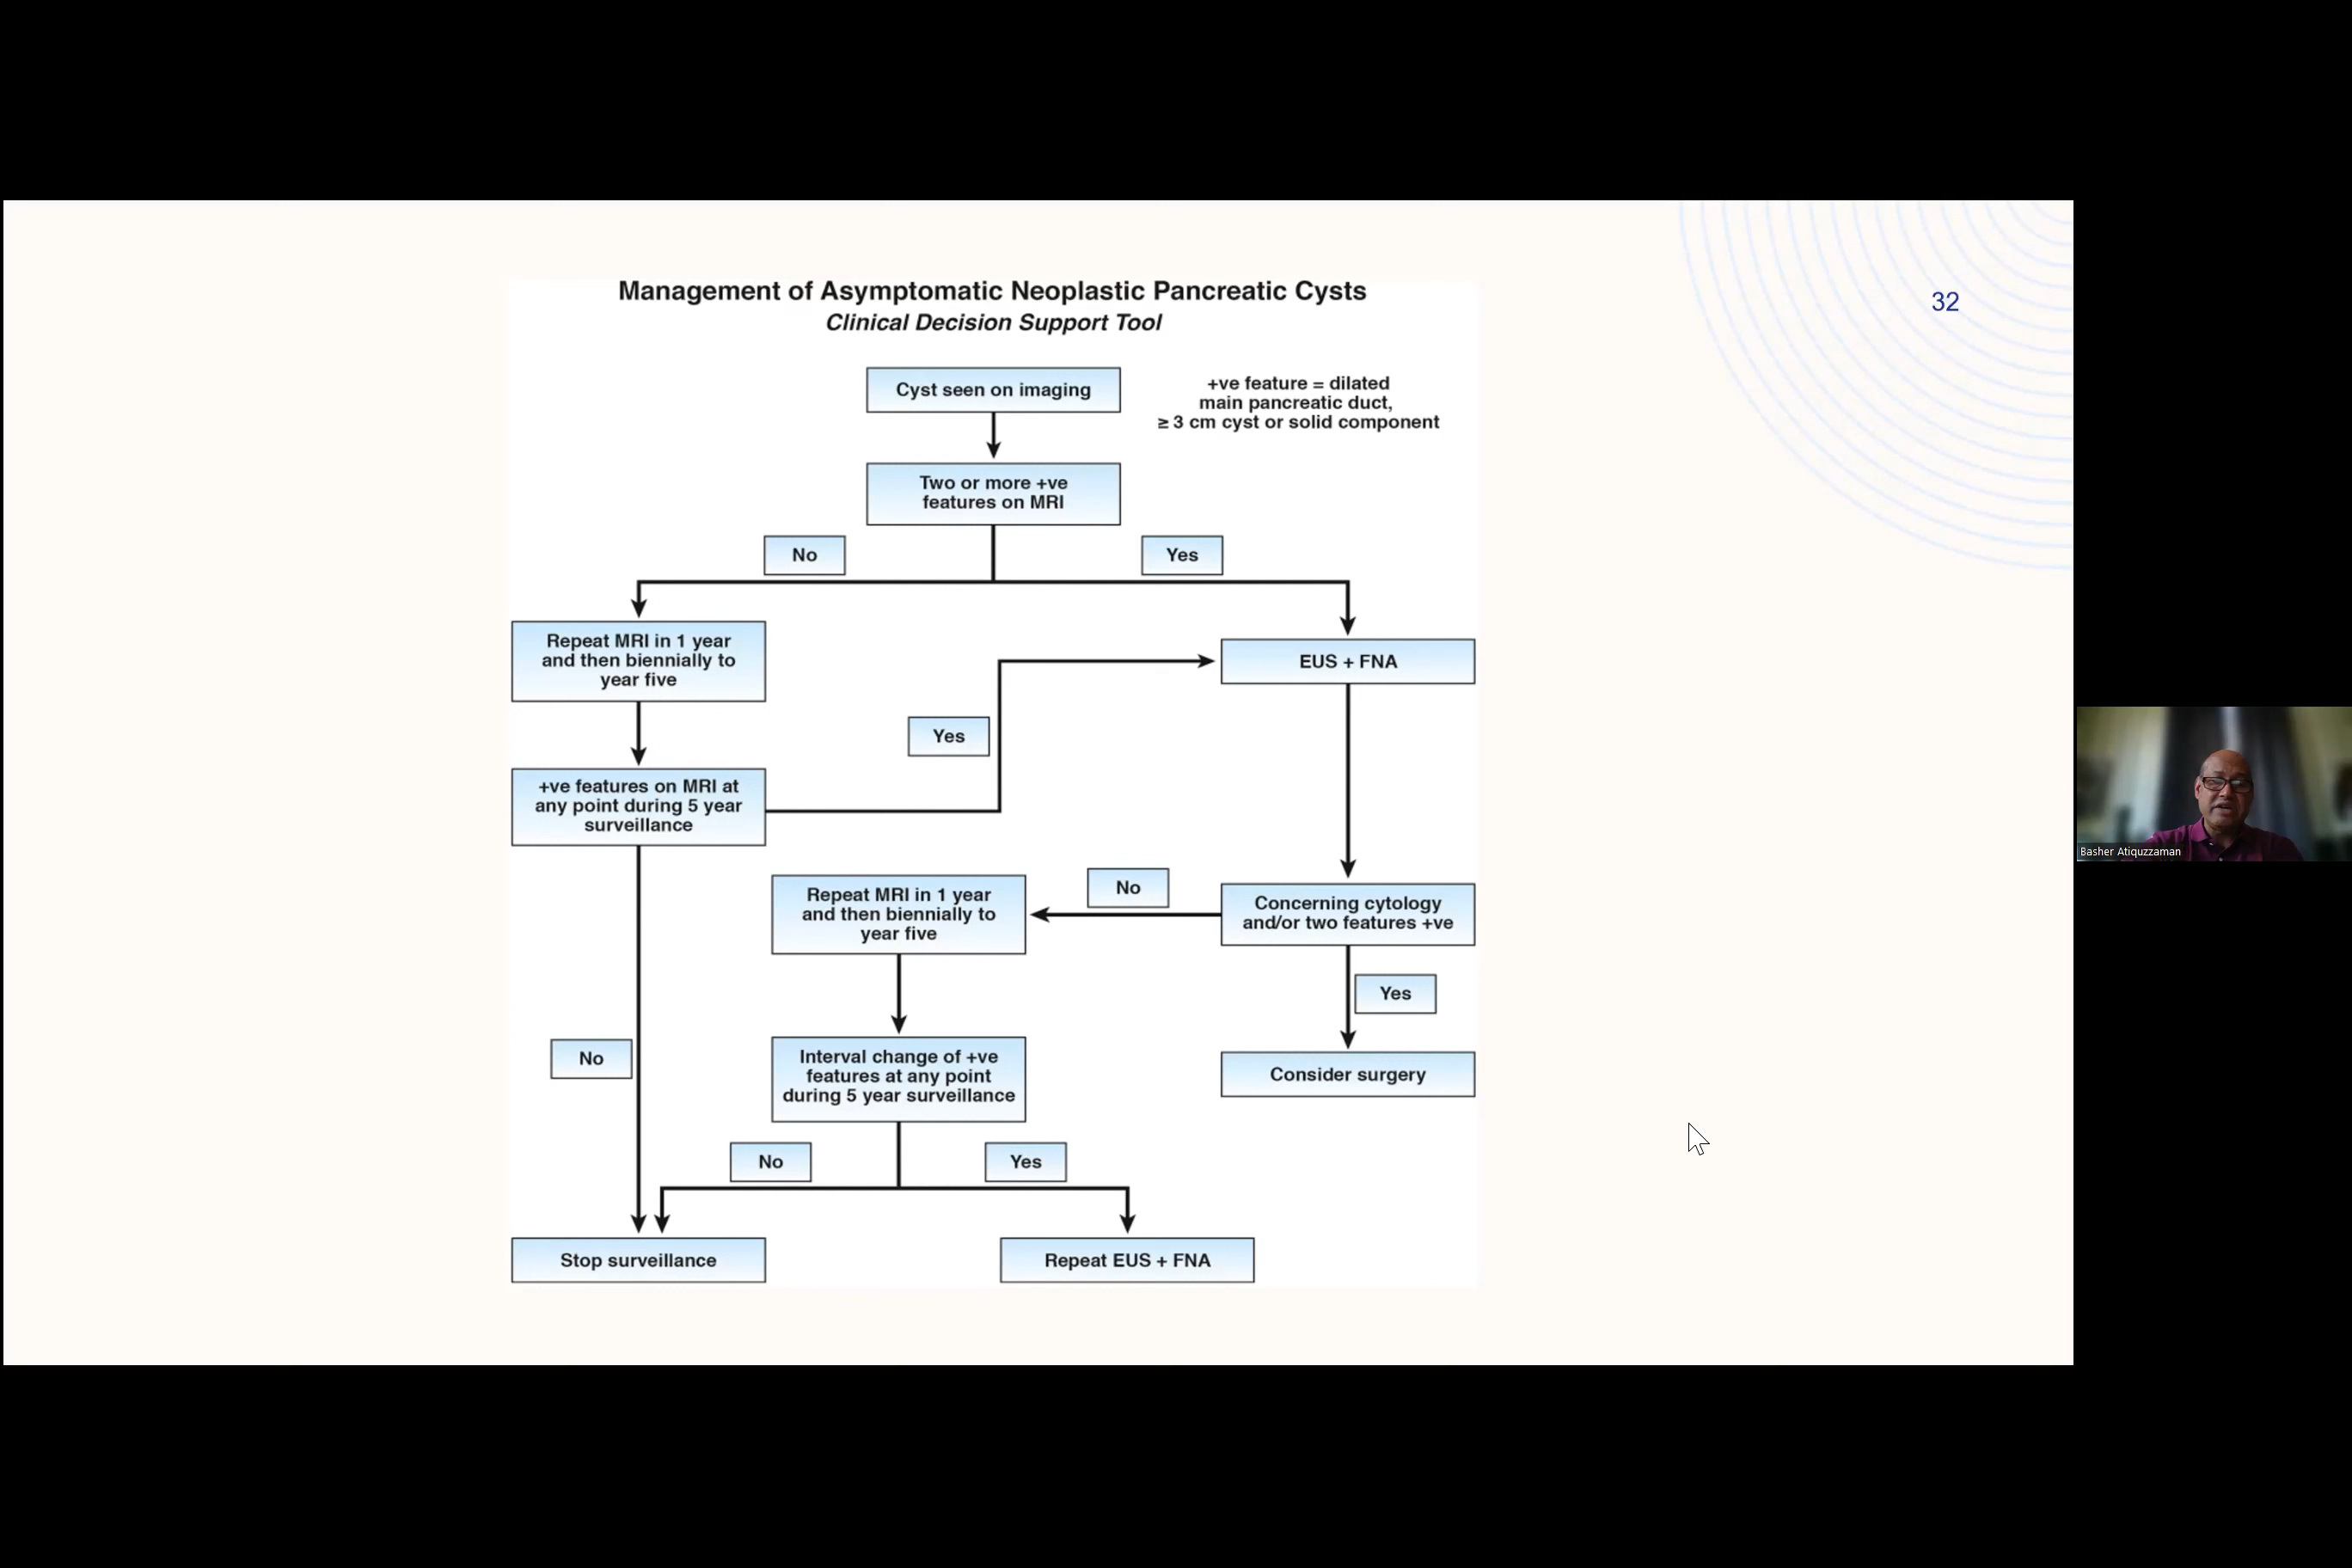 Management of Asymptomatic Neoplastic Pancreatic Cysts
Clinical Decision Support Tool
32
Cyst seen on imaging
+ve feature = dilated
main pancreatic duct,
≥ 3 cm cyst or solid component
Two or more +ve
features on MRI
No
Yes
Repeat MRI in 1 year
and then biennially to
year five
EUS + FNA
Yes
+ve features on MRI at
any point during 5 year
surveillance
No
Repeat MRI in 1 year
and then biennially to
year five
Concerning cytology
and/or two features +ve
Yes
No
Interval change of +ve
features at any point
during 5 year surveillance
Consider surgery
No
Yes
Stop surveillance
Repeat EUS + FNA
Basher Atiquzzaman